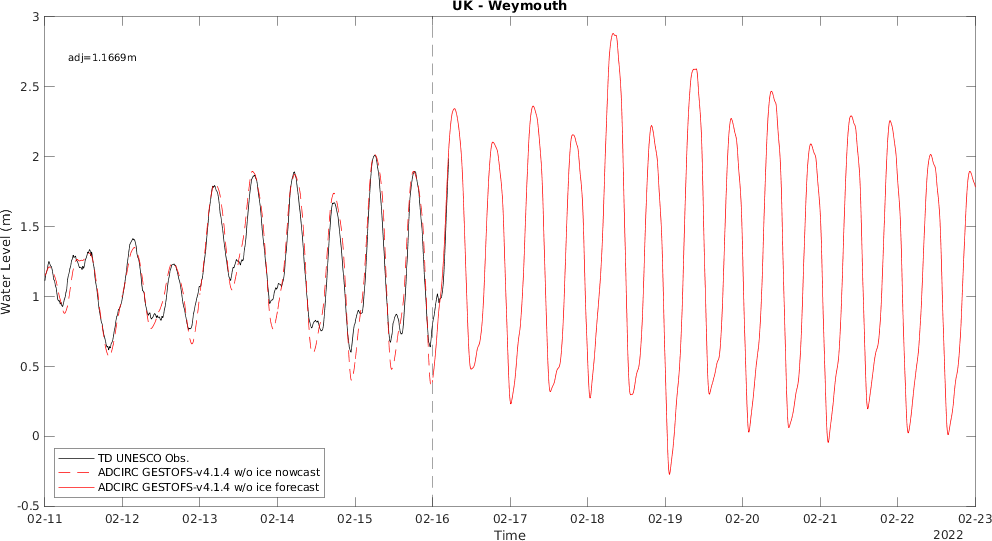 UK - Weymouth
adj=1.1669m
3
2.5
2
1.5
1
0.5
0
-0.5
Water Level (m)
TD UNESCO Obs.
ADCIRC GESTOFS-v4.1.4 w/o ice nowcast
ADCIRC GESTOFS-v4.1.4 w/o ice forecast
02-11 02-12 02-13 02-14 02-15 02-16 02-17 02-18 02-19 02-20 02-21 02-22 02-23
Time
2022